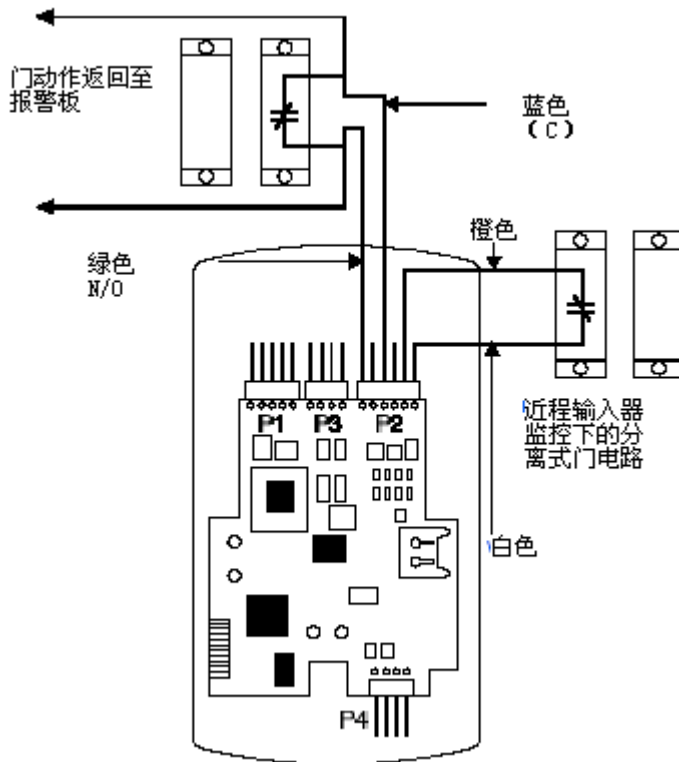 门动作返回至
报警板
蓝色
(C)
橙色
绿色
N/O
P1 P3 P2
近程输入器
监控下的分
离式门电路
白色
P4